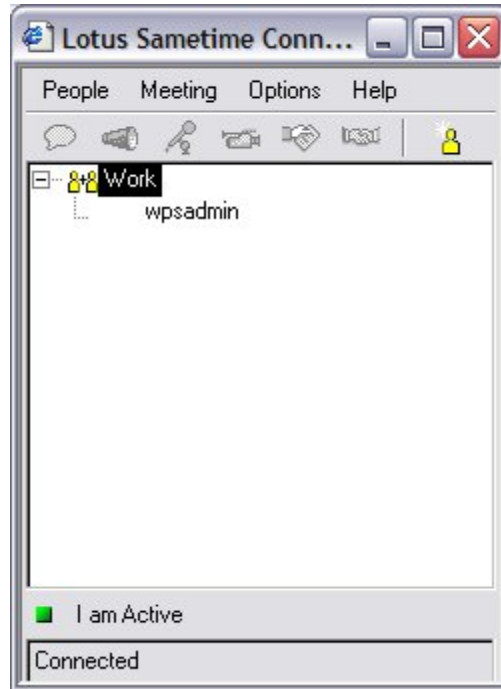 Lotus Sametime Conn...
People Meeting Options Help
Work
wpsadmin
I am Active
Connected